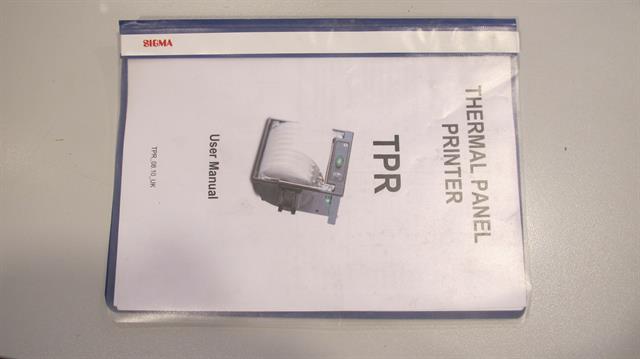 SIGMA
THERMAL PANEL
PRINTER
TPR
User Manual
TPR_08.10_UK